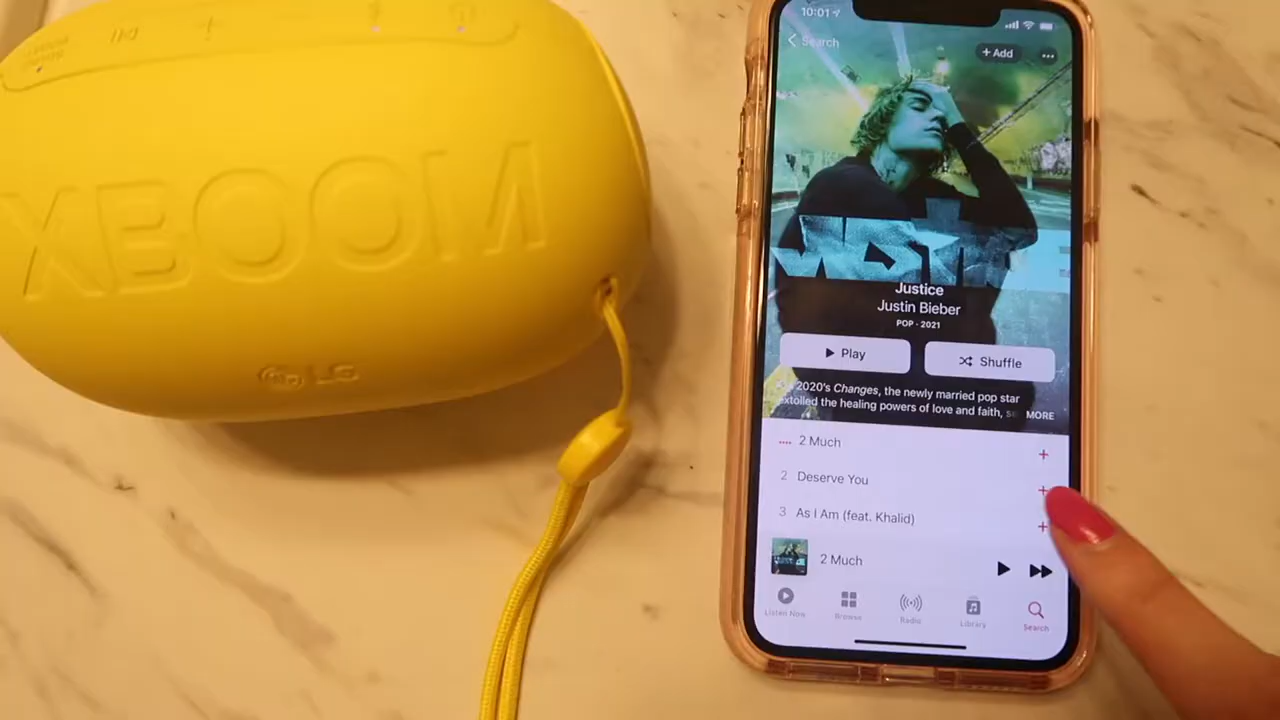 XBOOM
LG
10:01
Search
+ Add
JUSTICE
Justice
Justin Bieber
POP · 2021
Play
Shuffle
2020's Changes, the newly married pop star
extolled the healing powers of love and faith,
MORE
2 Much
2 Deserve You
3 As I Am (feat. Khalid)
2 Much
Listen Now
Browse
Radio
Library
Search